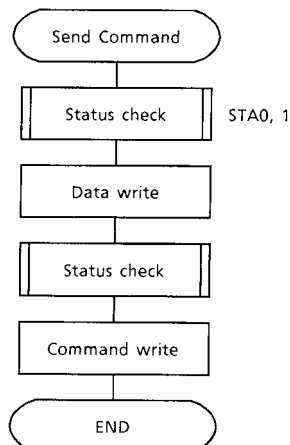 Send Command
Status check STA0, 1
Data write
Status check
Command write
END